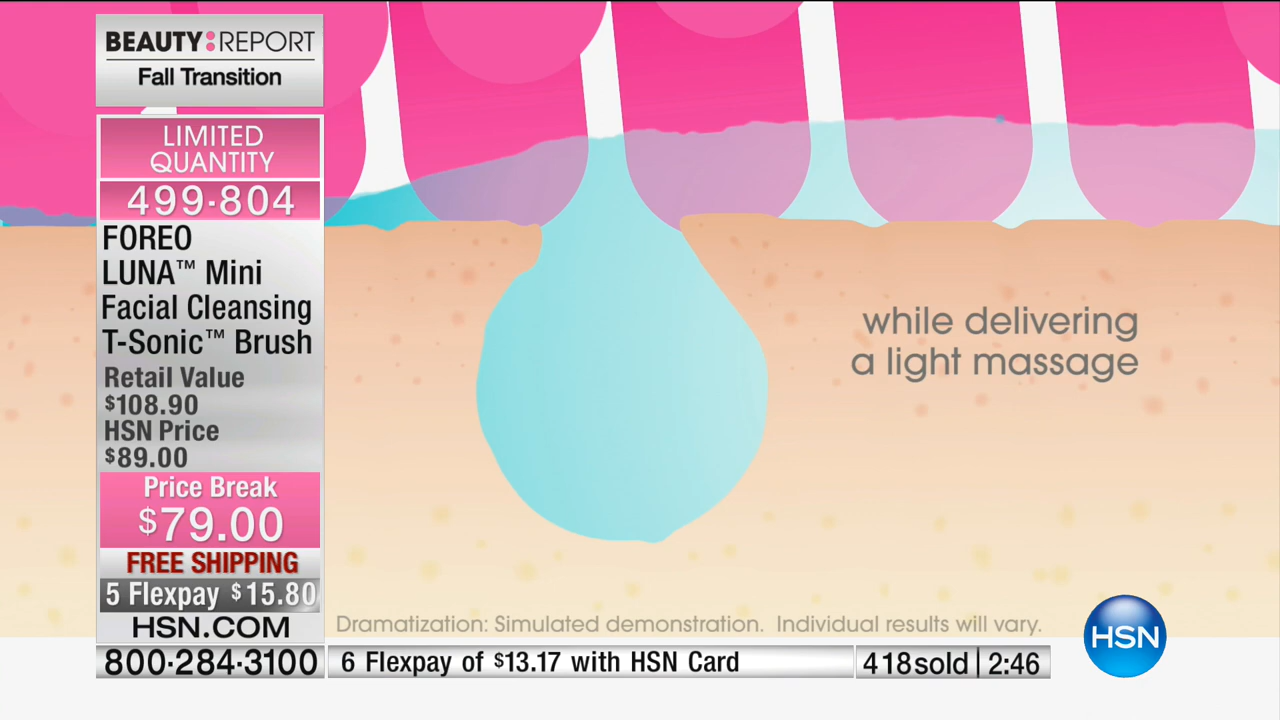 BEAUTY:REPORT
Fall Transition
LIMITED
QUANTITY
499·804
FOREO
LUNA™ Mini
Facial Cleansing
T-Sonic™ Brush
Retail Value
$108.90
HSN Price
$89.00
Price Break
$79.00
FREE SHIPPING
5 Flexpay $15.80
HSN.COM
800·284·3100
while delivering
a light massage
Dramatization: Simulated demonstration. Individual results will vary.
6 Flexpay of $13.17 with HSN Card
418sold | 2:46
HSN